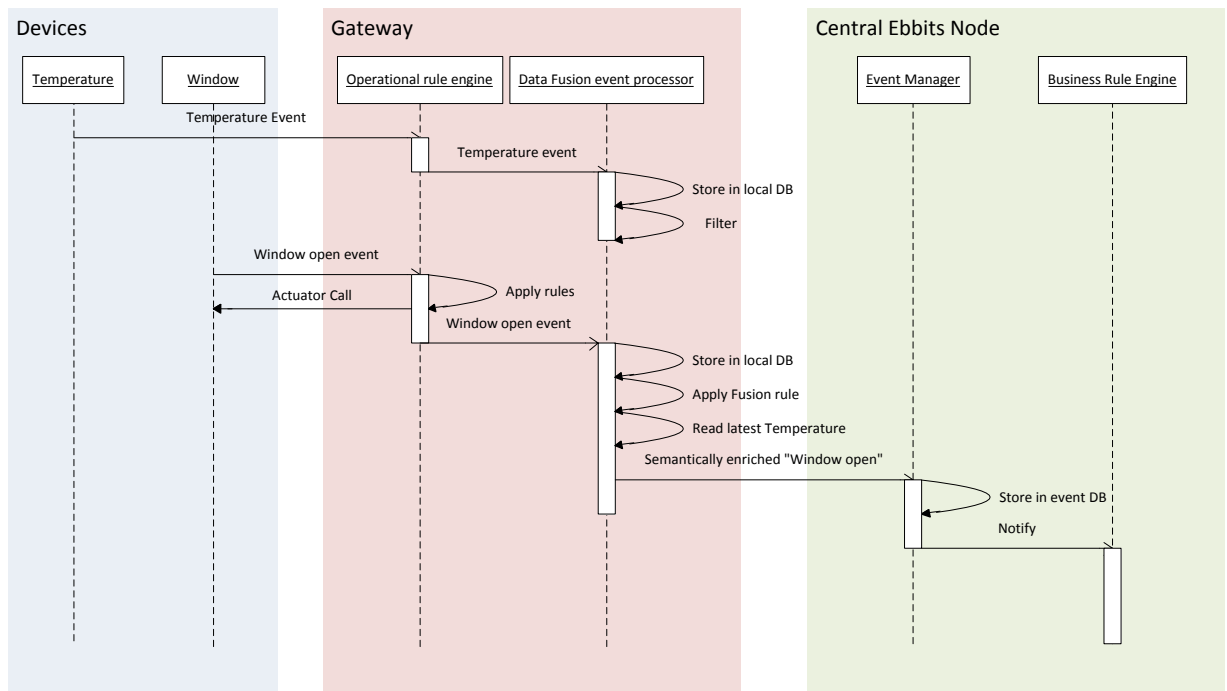 Devices
Gateway
Central Ebbits Node
Temperature
Window
Operational rule engine
Data Fusion event processor
Event Manager
Business Rule Engine
Temperature Event
Temperature event
Store in local DB
Filter
Window open event
Apply rules
Actuator Call
Window open event
Store in local DB
Apply Fusion rule
Read latest Temperature
Semantically enriched "Window open"
Store in event DB
Notify